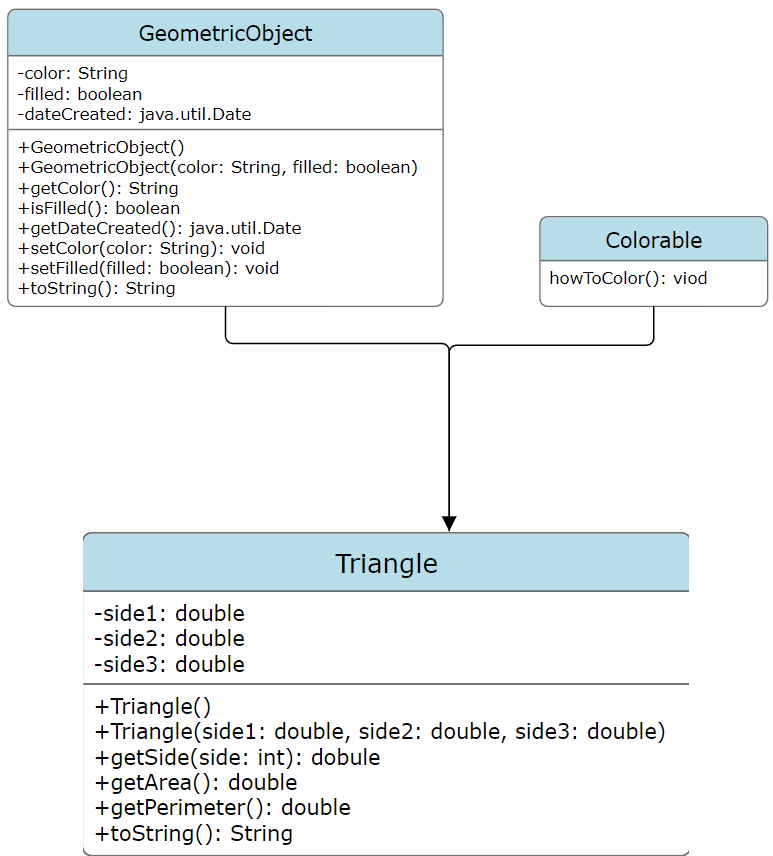 GeometricObject
-color: String
-filled: boolean
-dateCreated: java.util.Date
+GeometricObject()
+GeometricObject(color: String, filled: boolean)
+getColor(): String
+isFilled(): boolean
+getDateCreated(): java.util.Date
+setColor(color: String): void
+setFilled(filled: boolean): void
+toString(): String
Colorable
howToColor(): viod
Triangle
-side1: double
-side2: double
-side3: double
+Triangle()
+Triangle(side1: double, side2: double, side3: double)
+getSide(side: int): dobule
+getArea(): double
+getPerimeter(): double
+toString(): String